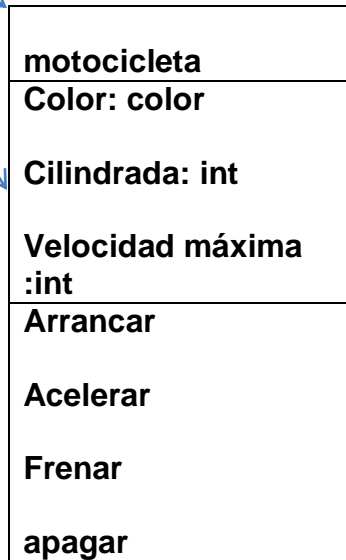 motocicleta
Color: color
Cilindrada: int
Velocidad máxima
:int
Arrancar
Acelerar
Frenar
apagar